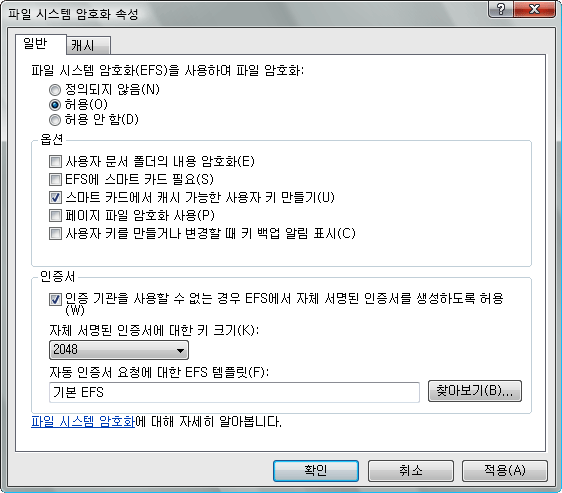 파일 시스템 암호화 속성
일반
캐시
파일 시스템 암호화(EFS)을 사용하여 파일 암호화:
정의되지 않음(N)
허용(O)
허용 안 함(D)
옵션
사용자 문서 폴더의 내용 암호화(E)
EFS에 스마트 카드 필요(S)
스마트 카드에서 캐시 가능한 사용자 키 만들기(U)
페이지 파일 암호화 사용(P)
사용자 키를 만들거나 변경할 때 키 백업 알림 표시(C)
인증서
인증 기관을 사용할 수 없는 경우 EFS에서 자체 서명된 인증서를 생성하도록 허용
(W)
자체 서명된 인증서에 대한 키 크기(K):
2048
자동 인증서 요청에 대한 EFS 템플릿(F):
기본 EFS
찾아보기(B)...
파일 시스템 암호화에 대해 자세히 알아봅니다.
확인
취소
적용(A)